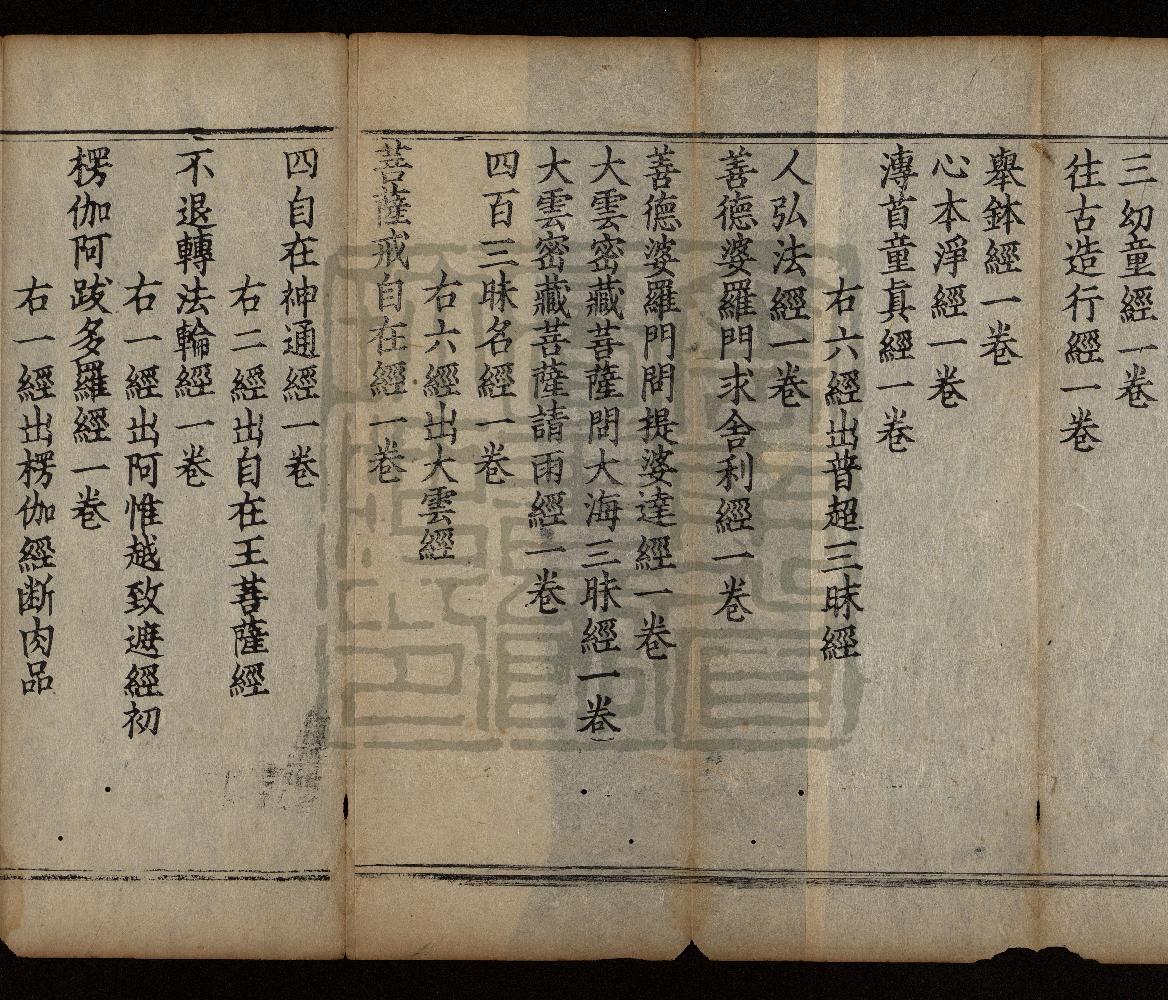 三幼童經一卷
往古造行經一卷
舉鉢經一卷
心本淨經一卷
溥首童真經一卷
右六經出普超三昧經
人弘法經一卷
善德婆羅門求舍利經一卷
善德婆羅門問提婆達經一卷
大雲密藏菩薩問大海三昧經一卷
大雲密藏菩薩請雨經一卷
四百三昧名經一卷
右六經出大雲經
菩薩戒自在經一卷
四自在神通經一卷
右二經出自在王菩薩經
不退轉法輪經一卷
右一經出阿惟越致遮經初
楞伽阿跋多羅經一卷
右一經出楞伽經断肉品